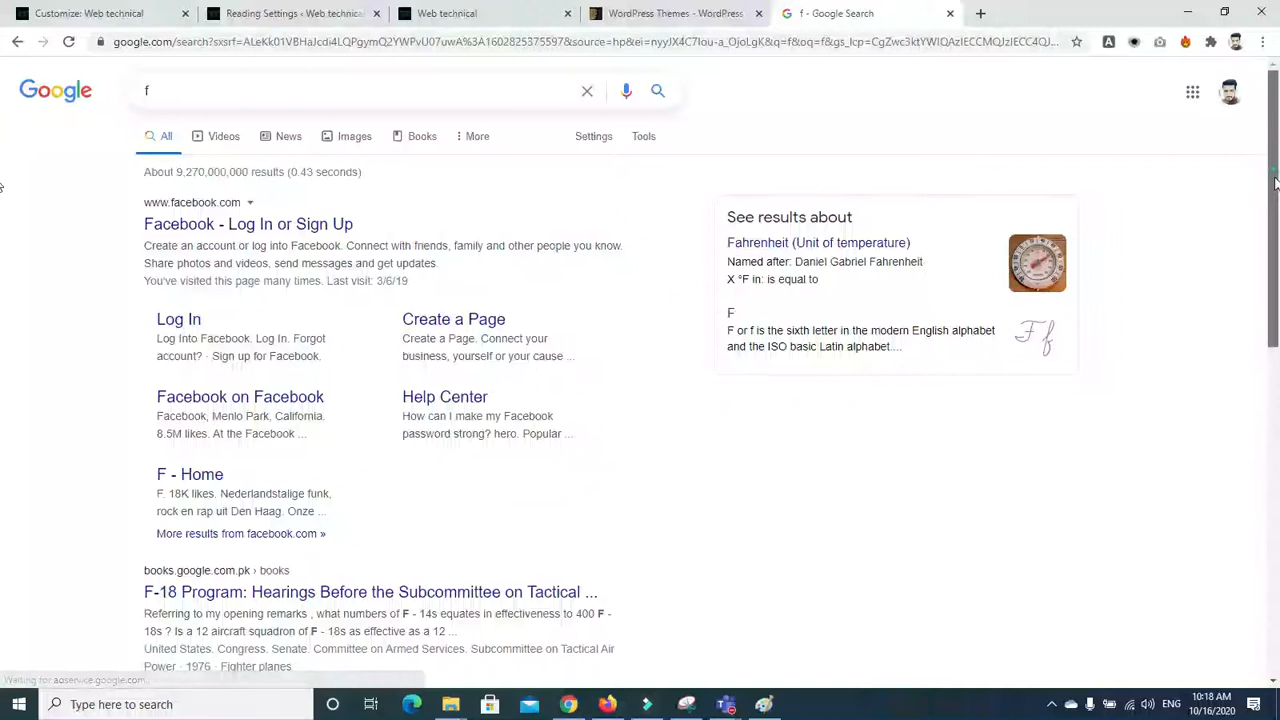 Customize: Web technical
Reading Settings ‹ Web technical
Web technical
WordPress Themes - WordPress
f - Google Search
google.com/search?sxsrf=ALeKk01VBHaJcdi4LQPgymQ2YWPvU07uwA%3A1602825375597&source=hp&ei=nyyJX4C7Iou-a_OjoLgK&q=f&oq=f&gs_lcp=CgZwc3ktYWIQAzIECCMQJzIECC4QJ...
Google
f
All
Videos
News
Images
Books
More
Settings
Tools
About 9,270,000,000 results (0.43 seconds)
www.facebook.com
Facebook - Log In or Sign Up
Create an account or log into Facebook. Connect with friends, family and other people you know.
Share photos and videos, send messages and get updates.
You've visited this page many times. Last visit: 3/6/19
Log In
Log Into Facebook. Log In. Forgot
account? · Sign up for Facebook.
Create a Page
Create a Page. Connect your
business, yourself or your cause ...
Facebook on Facebook
Facebook, Menlo Park, California.
8.5M likes. At the Facebook ...
Help Center
How can I make my Facebook
password strong? hero. Popular ...
F - Home
F. 18K likes. Nederlandstalige funk,
rock en rap uit Den Haag. Onze ...
More results from facebook.com »
books.google.com.pk › books
F-18 Program: Hearings Before the Subcommittee on Tactical ...
Referring to my opening remarks , what numbers of F - 14s equates in effectiveness to 400 F -
18s ? Is a 12 aircraft squadron of F - 18s as effective as a 12 ...
United States. Congress. Senate. Committee on Armed Services. Subcommittee on Tactical Air
Power · 1976 · Fighter planes
See results about
Fahrenheit (Unit of temperature)
Named after: Daniel Gabriel Fahrenheit
X °F in: is equal to
F
F or f is the sixth letter in the modern English alphabet
and the ISO basic Latin alphabet....
Ff
Waiting for adservice.google.com...
Type here to search
ENG
10:18 AM
10/16/2020